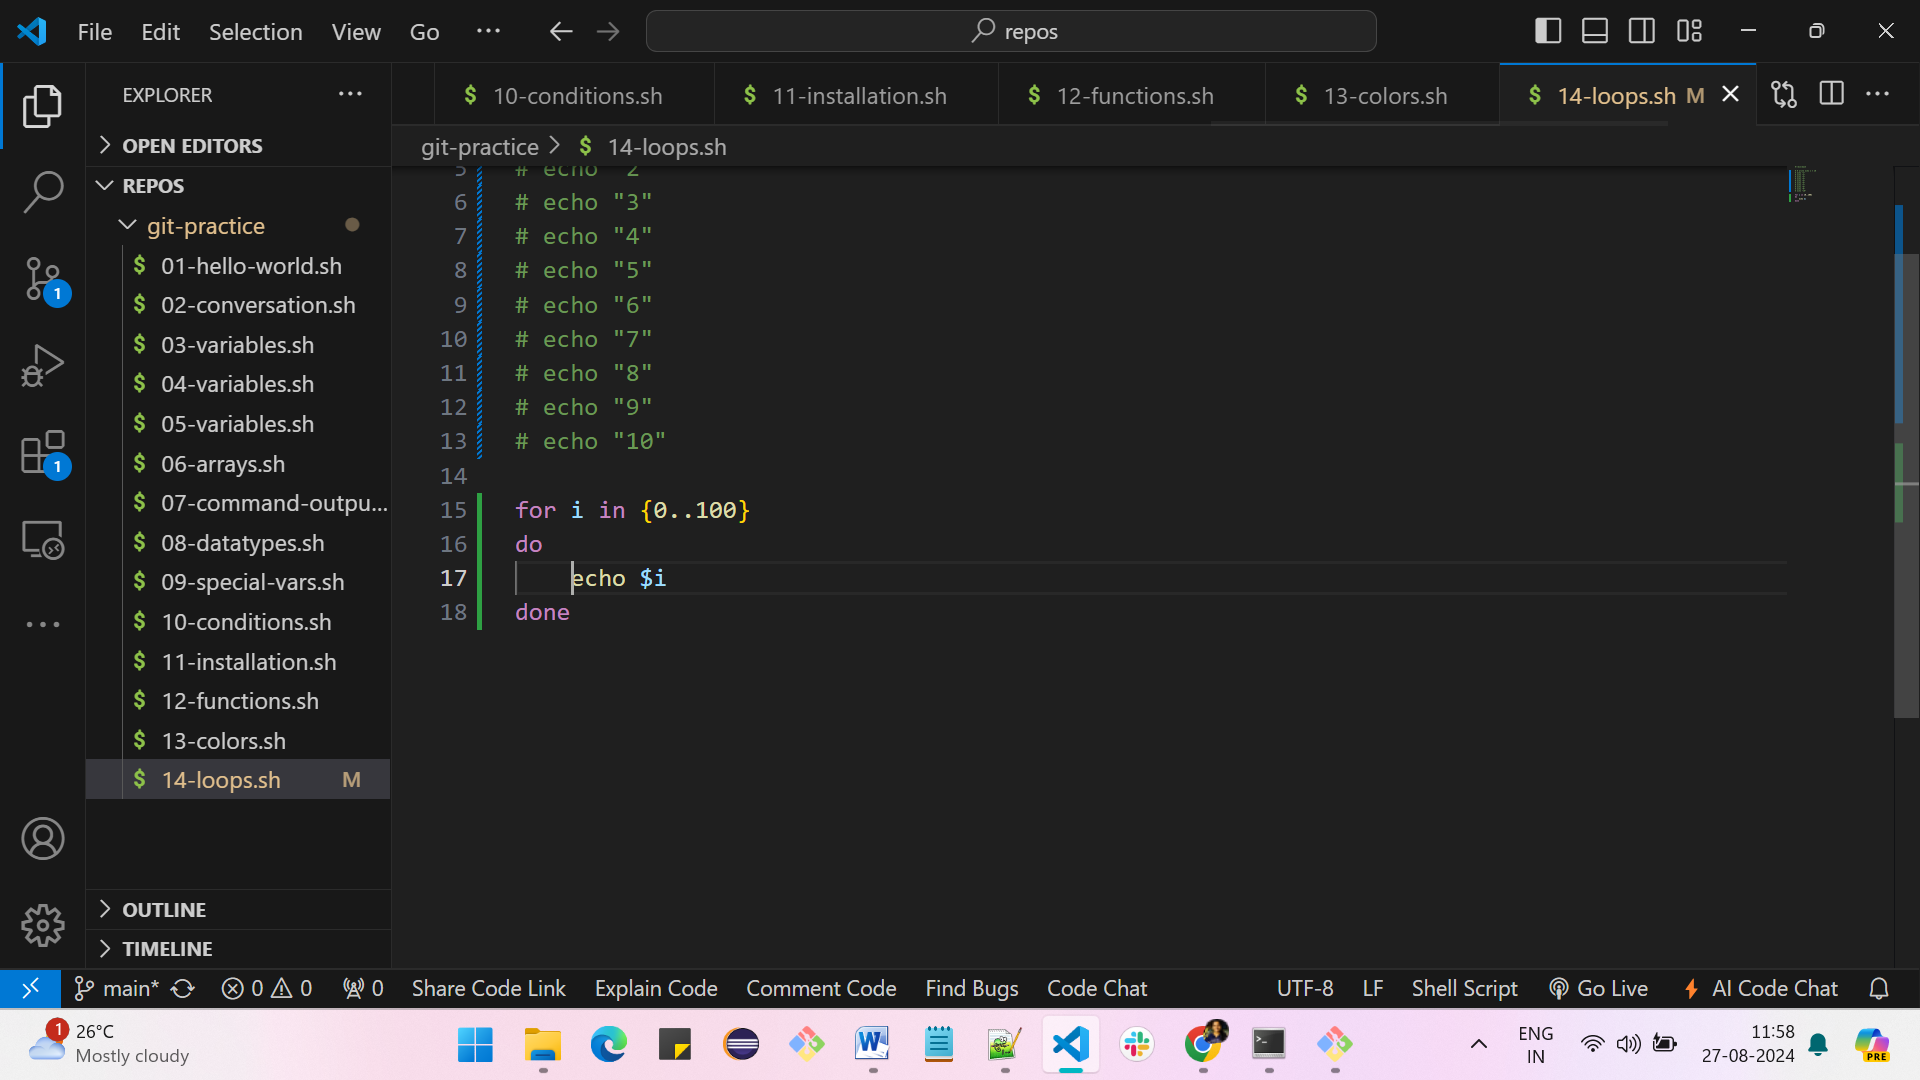 File Edit Selection View Go ... repos
EXPLORER
OPEN EDITORS
REPOS
git-practice
01-hello-world.sh
02-conversation.sh
03-variables.sh
04-variables.sh
05-variables.sh
06-arrays.sh
07-command-outpu...
08-datatypes.sh
09-special-vars.sh
10-conditions.sh
11-installation.sh
12-functions.sh
13-colors.sh
14-loops.sh M
OUTLINE
TIMELINE
1
1
$ 10-conditions.sh $ 11-installation.sh $ 12-functions.sh $ 13-colors.sh $ 14-loops.sh M
git-practice > $ 14-loops.sh
5 # echo "2"
6 # echo "3"
7 # echo "4"
8 # echo "5"
9 # echo "6"
10 # echo "7"
11 # echo "8"
12 # echo "9"
13 # echo "10"
14
15 for i in {0..100}
16 do
17 echo $i
18 done
main* 0 0 0 Share Code Link Explain Code Comment Code Find Bugs Code Chat UTF-8 LF Shell Script Go Live AI Code Chat
1 26°C
Mostly cloudy
ENG
IN
11:58
27-08-2024
PRE